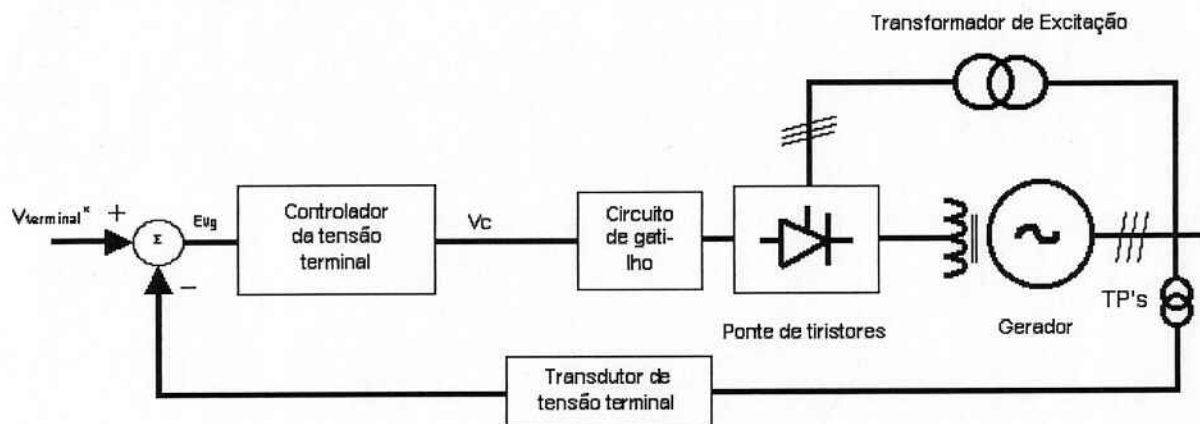 Transformador de Excitação
Vterminal* +
Σ
Evg
Controlador
da tensão
terminal
Vc
Circuito
de gati-
lho
−
TP's
Ponte de tiristores
Gerador
Transdutor de
tensão terminal